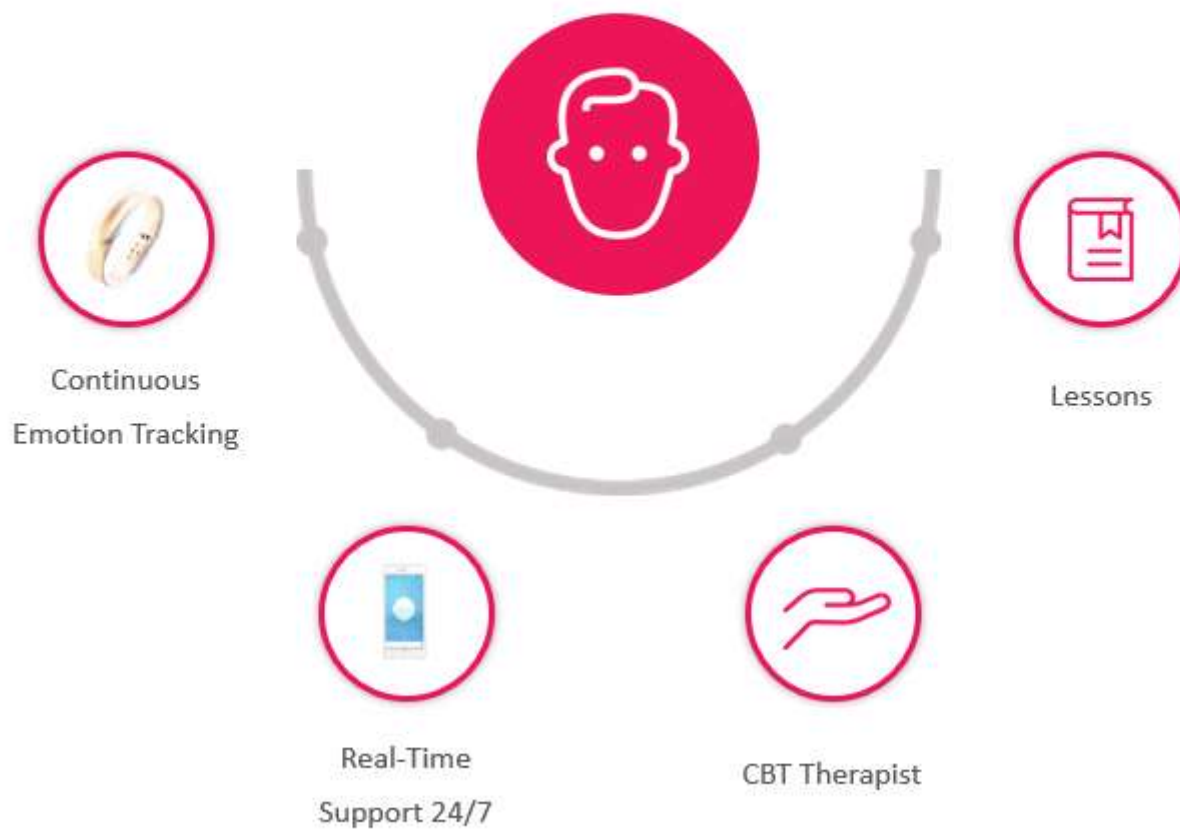 Continuous
Emotion Tracking
Lessons
Real-Time
Support 24/7
CBT Therapist